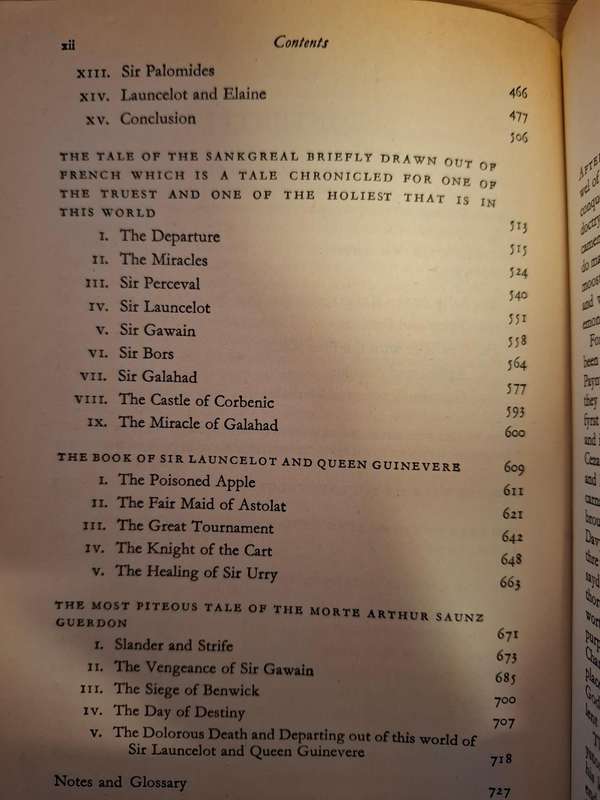 xii
Contents
XIII. Sir Palomides 466
XIV. Launcelot and Elaine 477
XV. Conclusion 506
THE TALE OF THE SANKGREAL BRIEFLY DRAWN OUT OF
FRENCH WHICH IS A TALE CHRONICLED FOR ONE OF
THE TRUEST AND ONE OF THE HOLIEST THAT IS IN
THIS WORLD 513
I. The Departure 515
II. The Miracles 524
III. Sir Perceval 540
IV. Sir Launcelot 551
V. Sir Gawain 558
VI. Sir Bors 564
VII. Sir Galahad 577
VIII. The Castle of Corbenic 593
IX. The Miracle of Galahad 600
THE BOOK OF SIR LAUNCELOT AND QUEEN GUINEVERE 609
I. The Poisoned Apple 611
II. The Fair Maid of Astolat 621
III. The Great Tournament 642
IV. The Knight of the Cart 648
V. The Healing of Sir Urry 663
THE MOST PITEOUS TALE OF THE MORTE ARTHUR SAUNZ
GUERDON 671
I. Slander and Strife 673
II. The Vengeance of Sir Gawain 685
III. The Siege of Benwick 700
IV. The Day of Destiny 707
V. The Dolorous Death and Departing out of this world of
Sir Launcelot and Queen Guinevere 718
Notes and Glossary 727
AFTER
wel of
been
they
fyrst
and